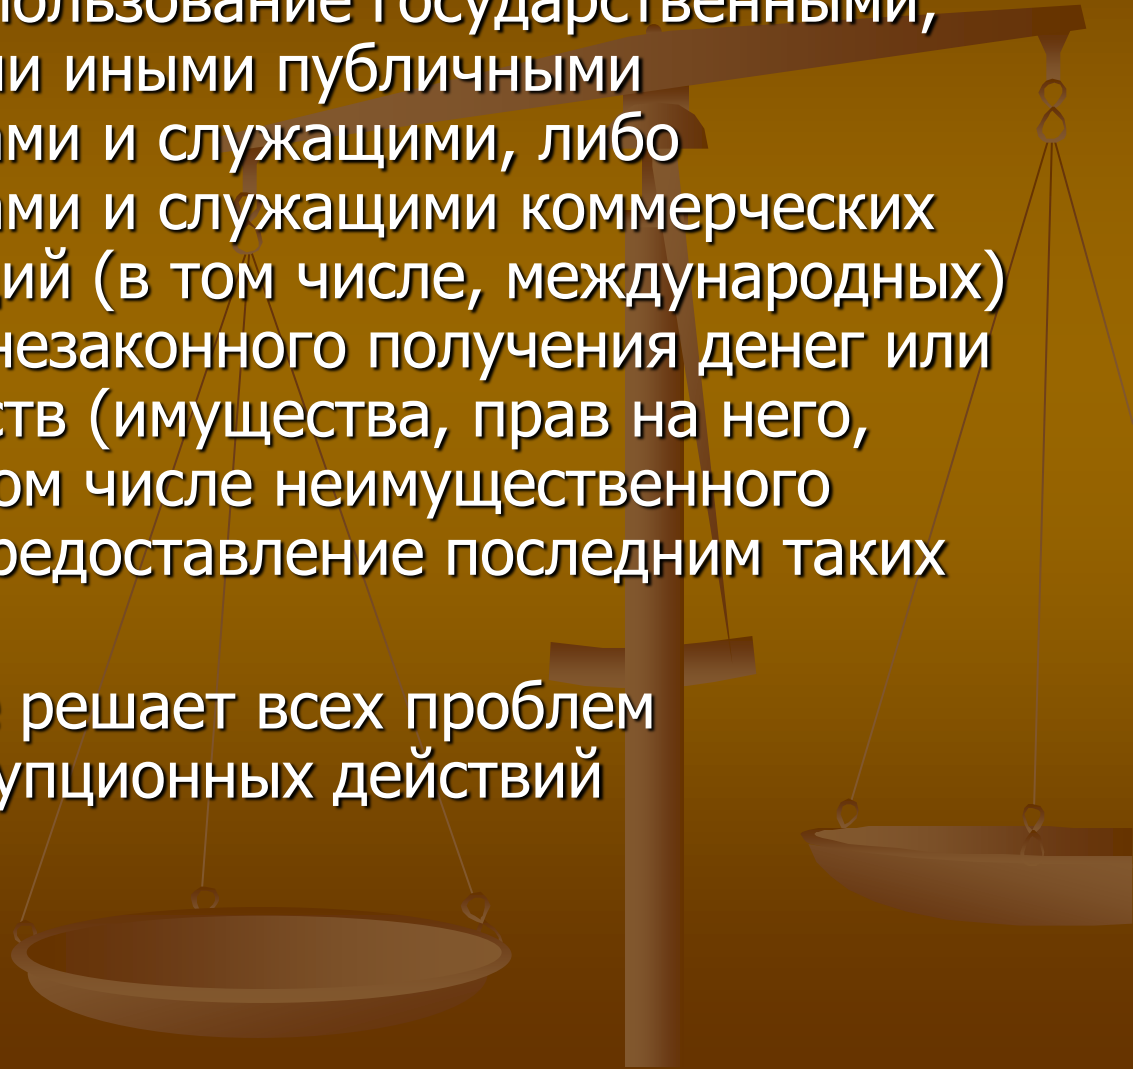 пользование государственными,
ми иными публичными
ами и служащими, либо
ами и служащими коммерческих
ций (в том числе, международных)
незаконного получения денег или
ств (имущества, прав на него,
ом числе неимущественного
редоставление последним таких
е решает всех проблем
упционных действий